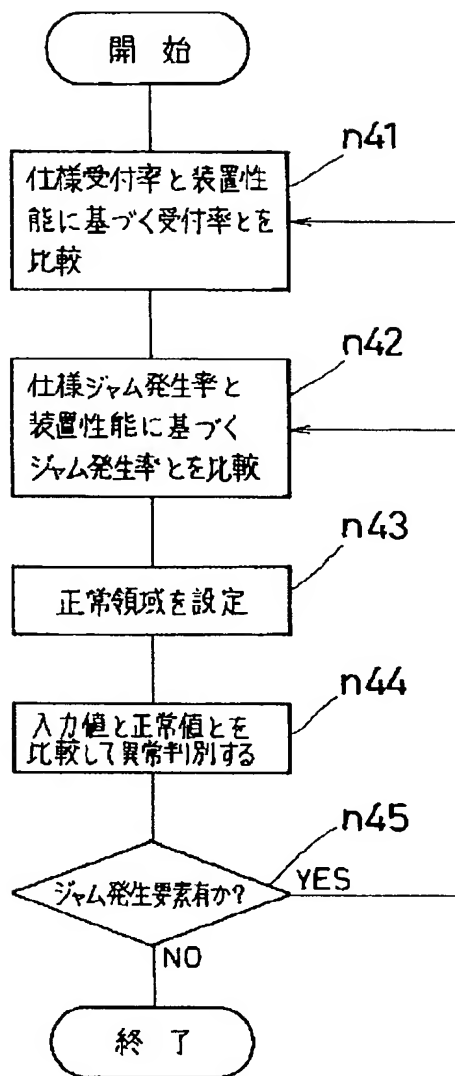 開始
n41
仕様受付率と装置性
能に基づく受付率とを
比較
n42
仕様ジャム発生率と
装置性能に基づく
ジャム発生率とを比較
n43
正常領域を設定
n44
入力値と正常値とを
比較して異常判別する
n45
ジャム発生要素有か?
YES
NO
終了